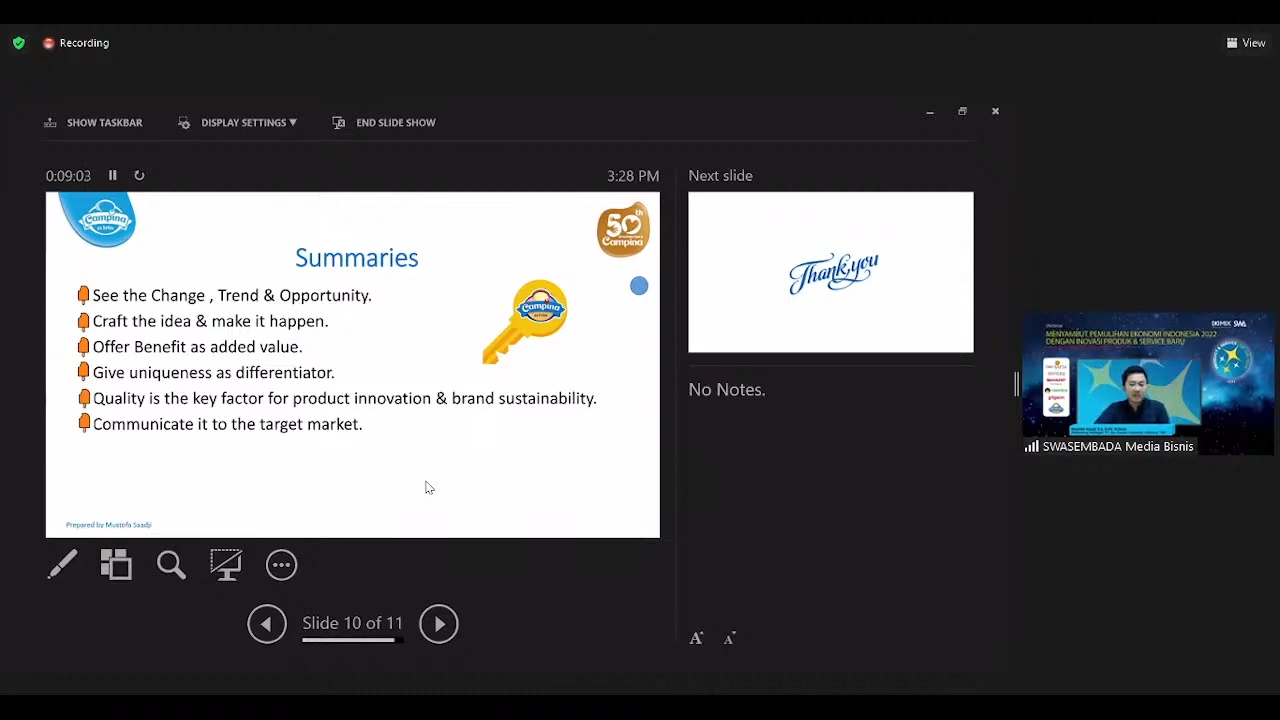 Recording
View
SHOW TASKBAR
DISPLAY SETTINGS ▼
END SLIDE SHOW
0:09:03
3:28 PM
Next slide
Campina
50th
anniversary
Campina
Summaries
See the Change , Trend & Opportunity.
Craft the idea & make it happen.
Offer Benefit as added value.
Give uniqueness as differentiator.
Quality is the key factor for product innovation & brand sustainability.
Communicate it to the target market.
Campina
Prepared by Mustofa Saadji
Thank you
No Notes.
MENYAMBUT PEMULIHAN EKONOMI INDONESIA 2022
DENGAN INOVASI PRODUK & SERVICE BARU
SWASEMBADA Media Bisnis
Slide 10 of 11
A
A